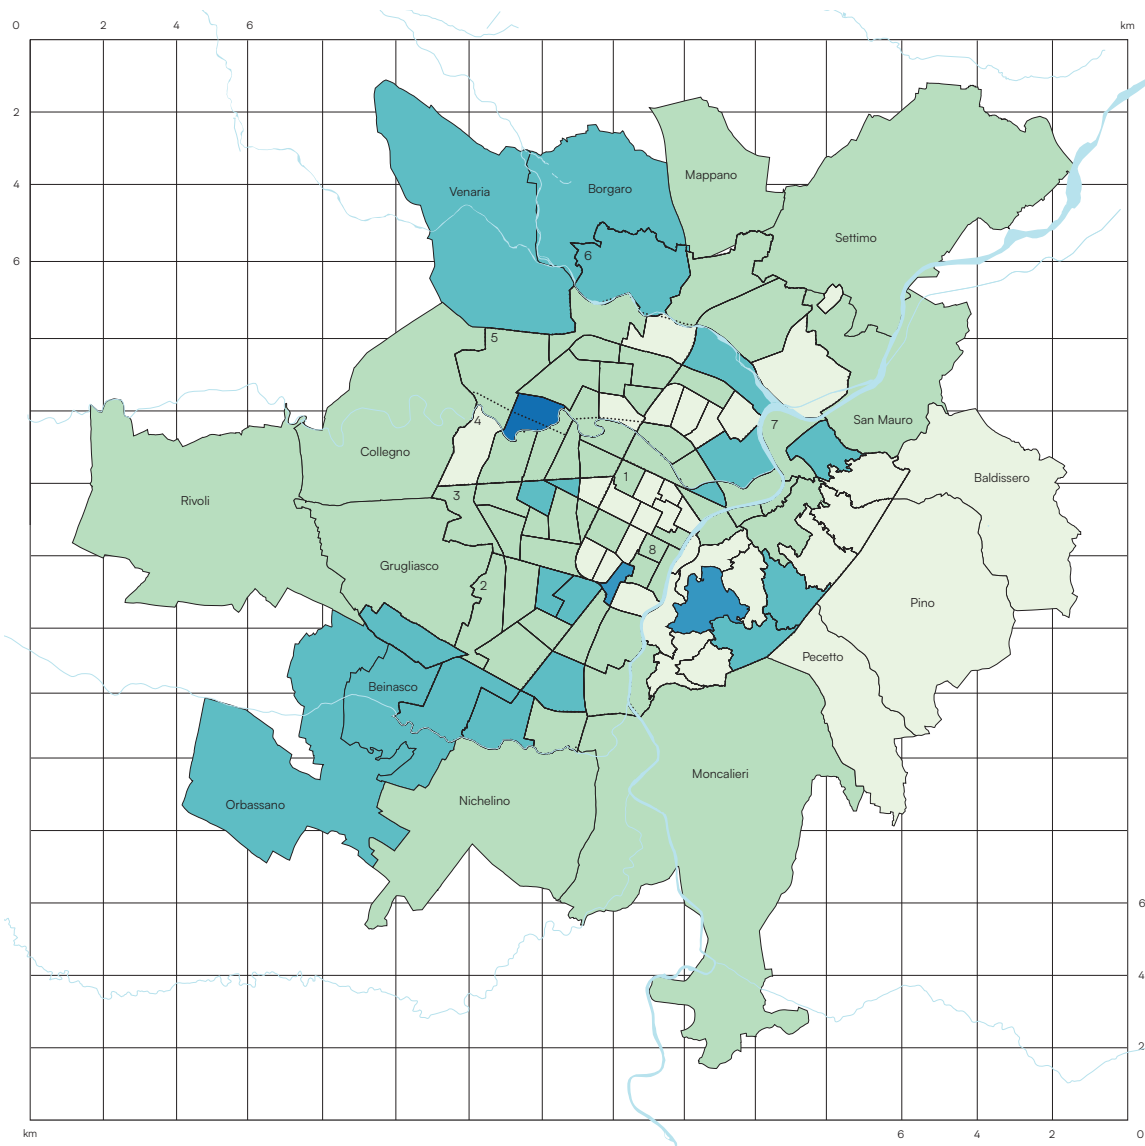 0 2 4 6 km
2
Mappano
4
Venaria Borgaro
Settimo
6
6
5
4 7 San Mauro
Collegno
1 Baldissero
3
Rivoli
8
Grugliasco
2
Pino
Pecetto
Beinasco
Moncalieri
Orbassano Nichelino
6
4
2
km 6 4 2 0